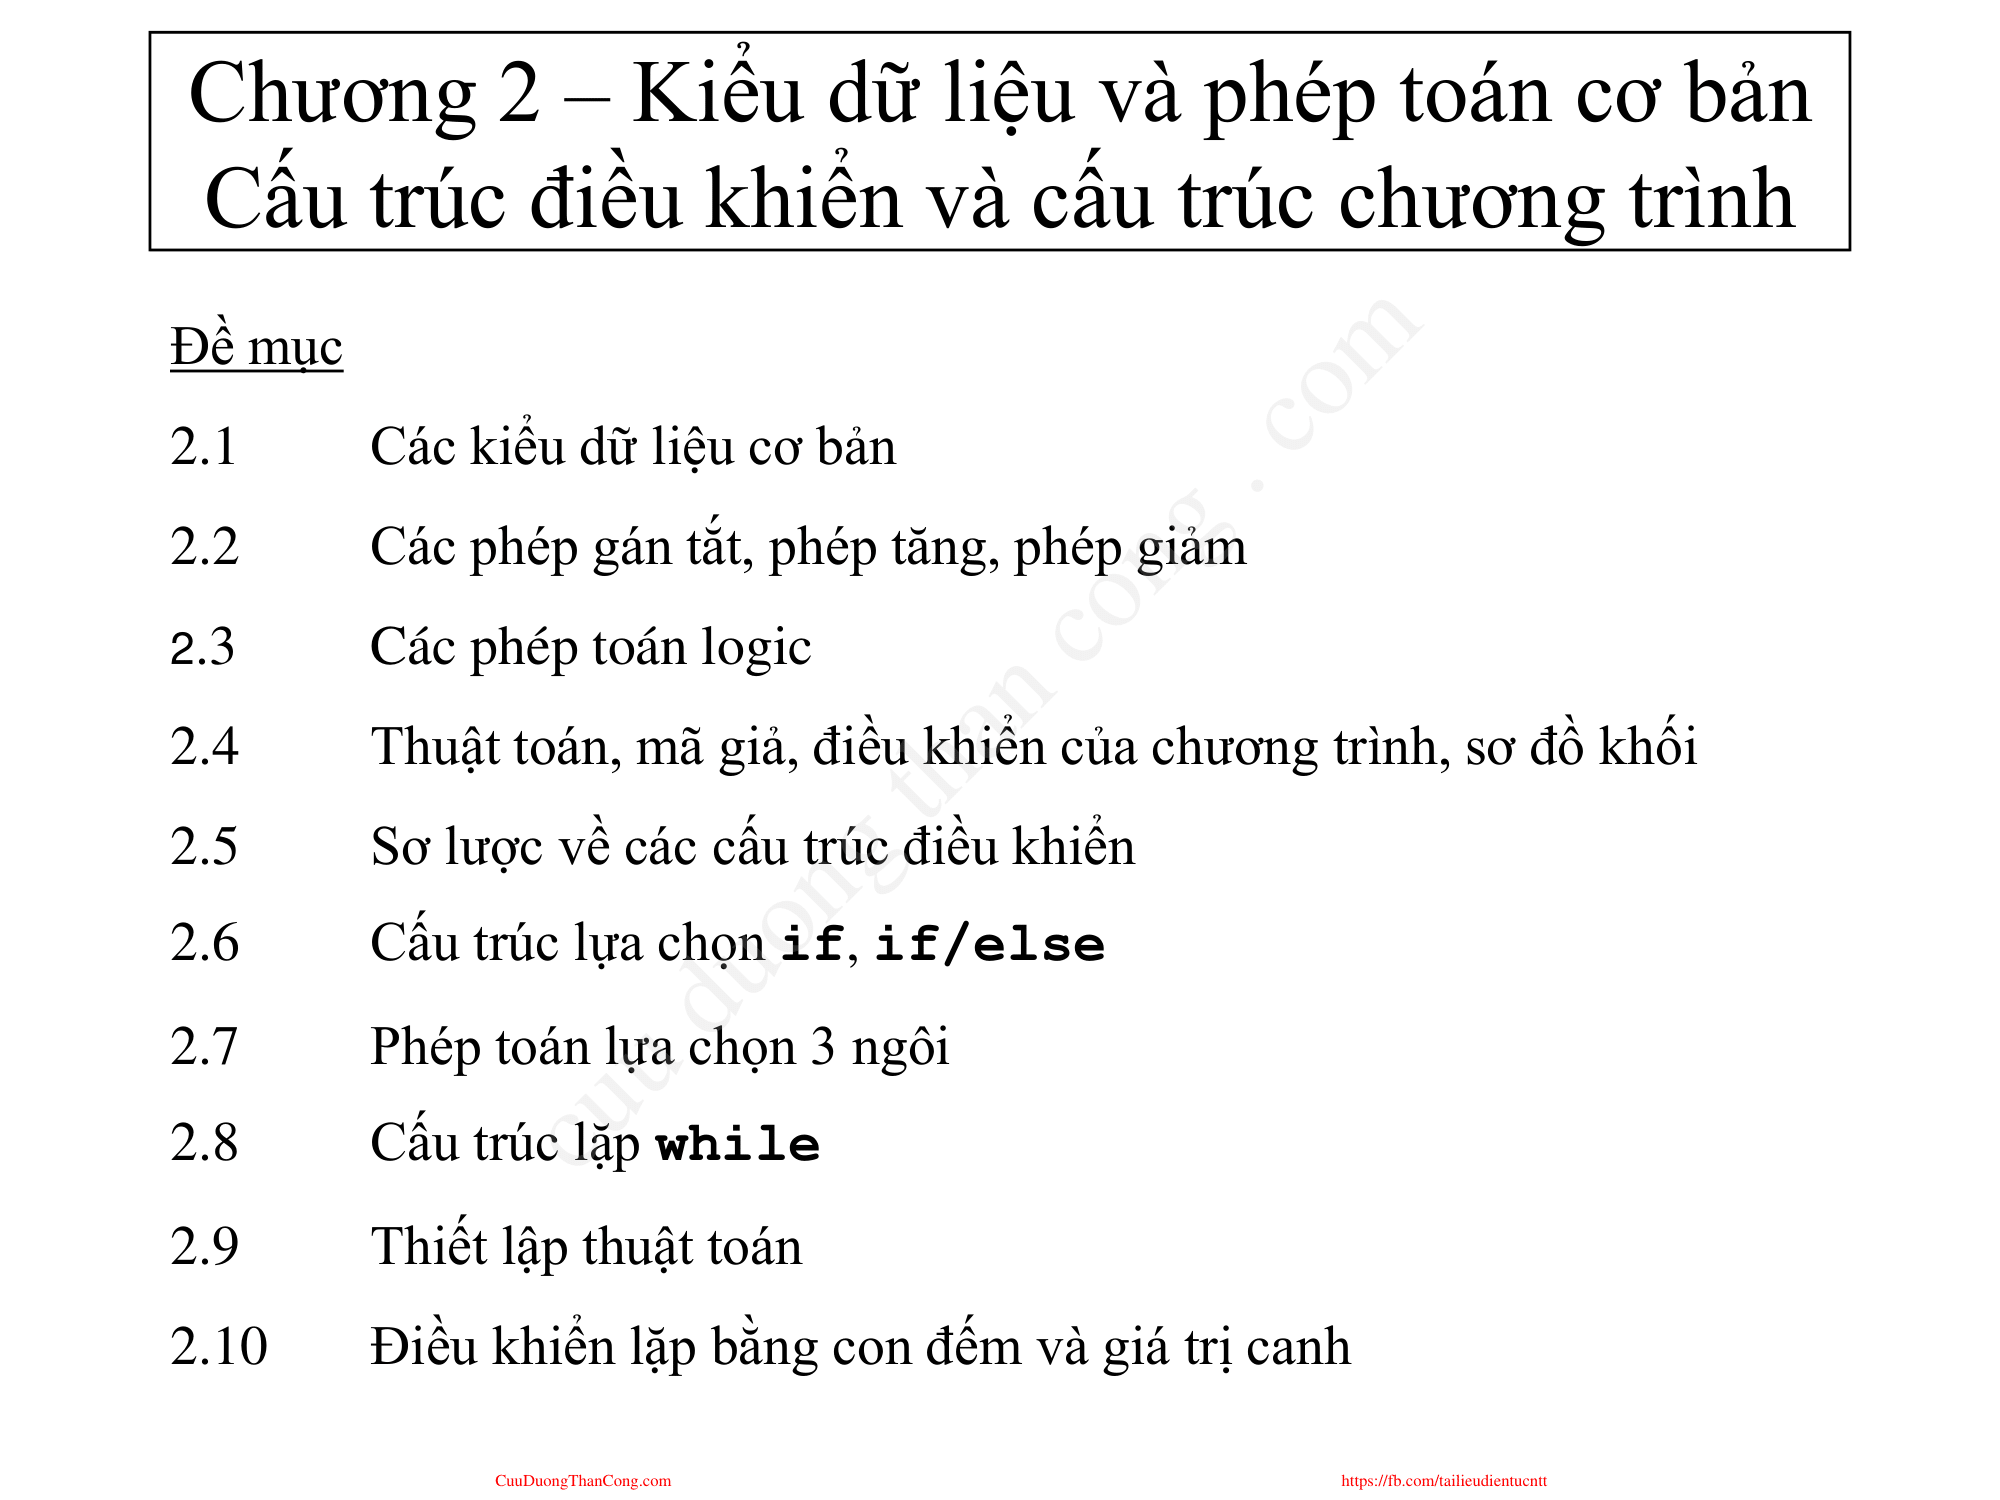 Chương 2 – Kiểu dữ liệu và phép toán cơ bản
Cấu trúc điều khiển và cấu trúc chương trình
Đề mục
2.1 Các kiểu dữ liệu cơ bản
2.2 Các phép gán tắt, phép tăng, phép giảm
2.3 Các phép toán logic
2.4 Thuật toán, mã giả, điều khiển của chương trình, sơ đồ khối
2.5 Sơ lược về các cấu trúc điều khiển
2.6 Cấu trúc lựa chọn if, if/else
2.7 Phép toán lựa chọn 3 ngôi
2.8 Cấu trúc lặp while
2.9 Thiết lập thuật toán
2.10 Điều khiển lặp bằng con đếm và giá trị canh
cuu duong than cong . com
CuuDuongThanCong.com
https://fb.com/tailieudientucntt